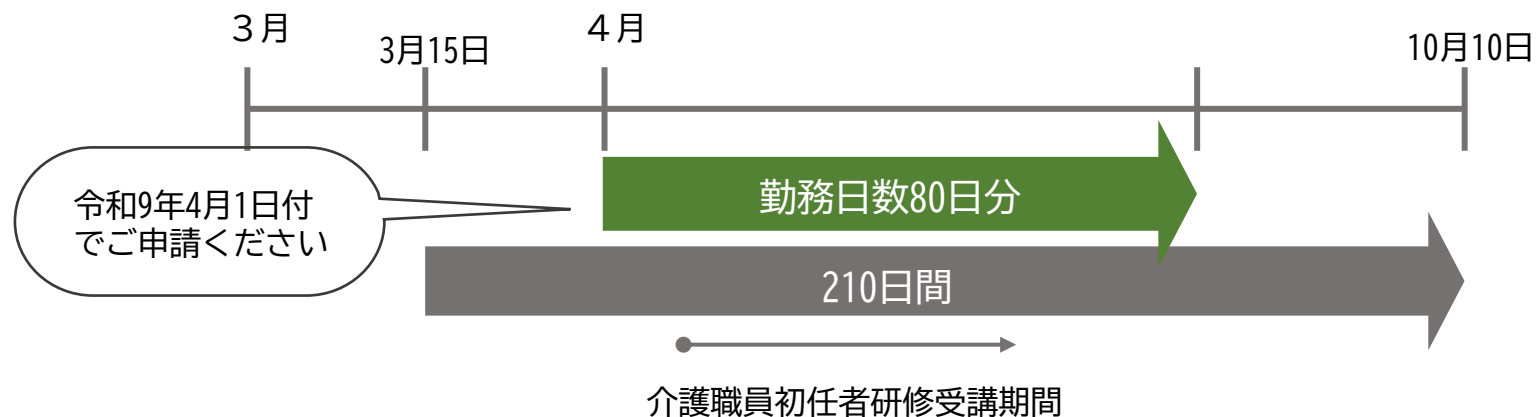 ３月
3月15日
４月
10月10日
令和9年4月1日付
でご申請ください
勤務日数80日分
210日間
介護職員初任者研修受講期間